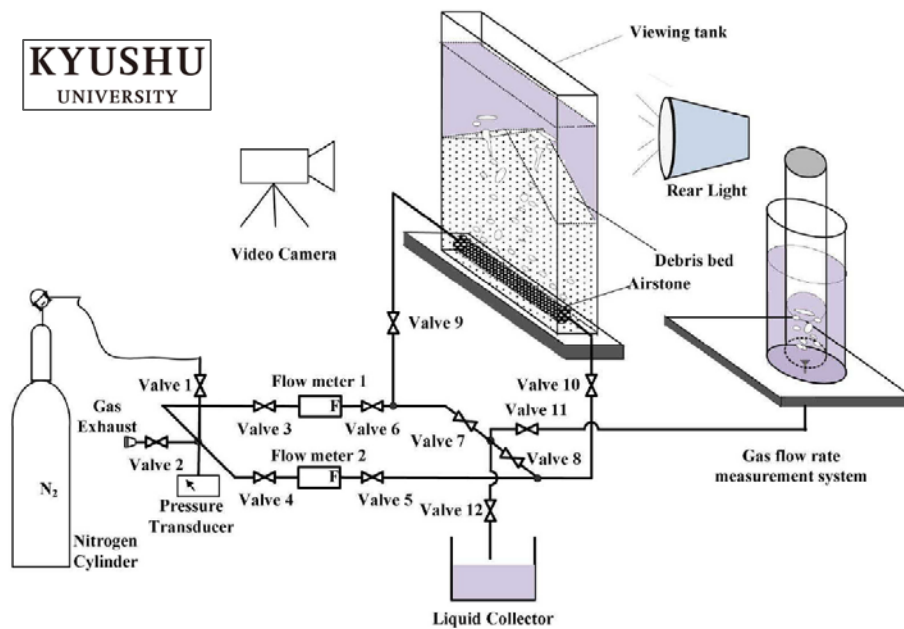 KYUSHU
UNIVERSITY
Viewing tank
Video Camera
Rear Light
Debris bed
Airstone
Valve 9
Valve 1
Flow meter 1
F
Valve 10
Valve 11
Gas
Exhaust
Valve 3
Valve 6
Valve 7
Valve 2
Flow meter 2
F
Valve 8
Gas flow rate
measurement system
N2
Valve 4
Valve 5
Pressure
Transducer
Valve 12
Nitrogen
Cylinder
Liquid Collector